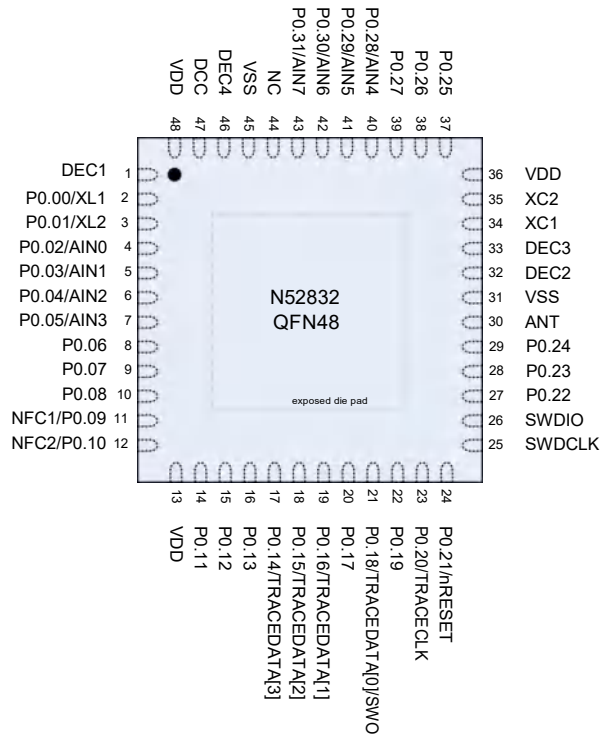 P0.31/AIN7
P0.30/AIN6
P0.29/AIN5
P0.28/AIN4
P0.27
P0.26
P0.25
DEC4
DCC
VDD
VSS
NC
48
47
46
45
44
43
42
41
40
39
38
37
DEC1 1
P0.00/XL1 2
P0.01/XL2 3
P0.02/AIN0 4
P0.03/AIN1 5
P0.04/AIN2 6
P0.05/AIN3 7
P0.06 8
P0.07 9
P0.08 10
NFC1/P0.09 11
NFC2/P0.10 12
N52832
QFN48
exposed die pad
36 VDD
35 XC2
34 XC1
33 DEC3
32 DEC2
31 VSS
30 ANT
29 P0.24
28 P0.23
27 P0.22
26 SWDIO
25 SWDCLK
13
14
15
16
17
18
19
20
21
22
23
24
VDD
P0.11
P0.12
P0.13
P0.14/TRACEDATA[3]
P0.15/TRACEDATA[2]
P0.16/TRACEDATA[1]
P0.17
P0.18/TRACEDATA[0]/SWO
P0.19
P0.20/TRACECLK
P0.21/nRESET